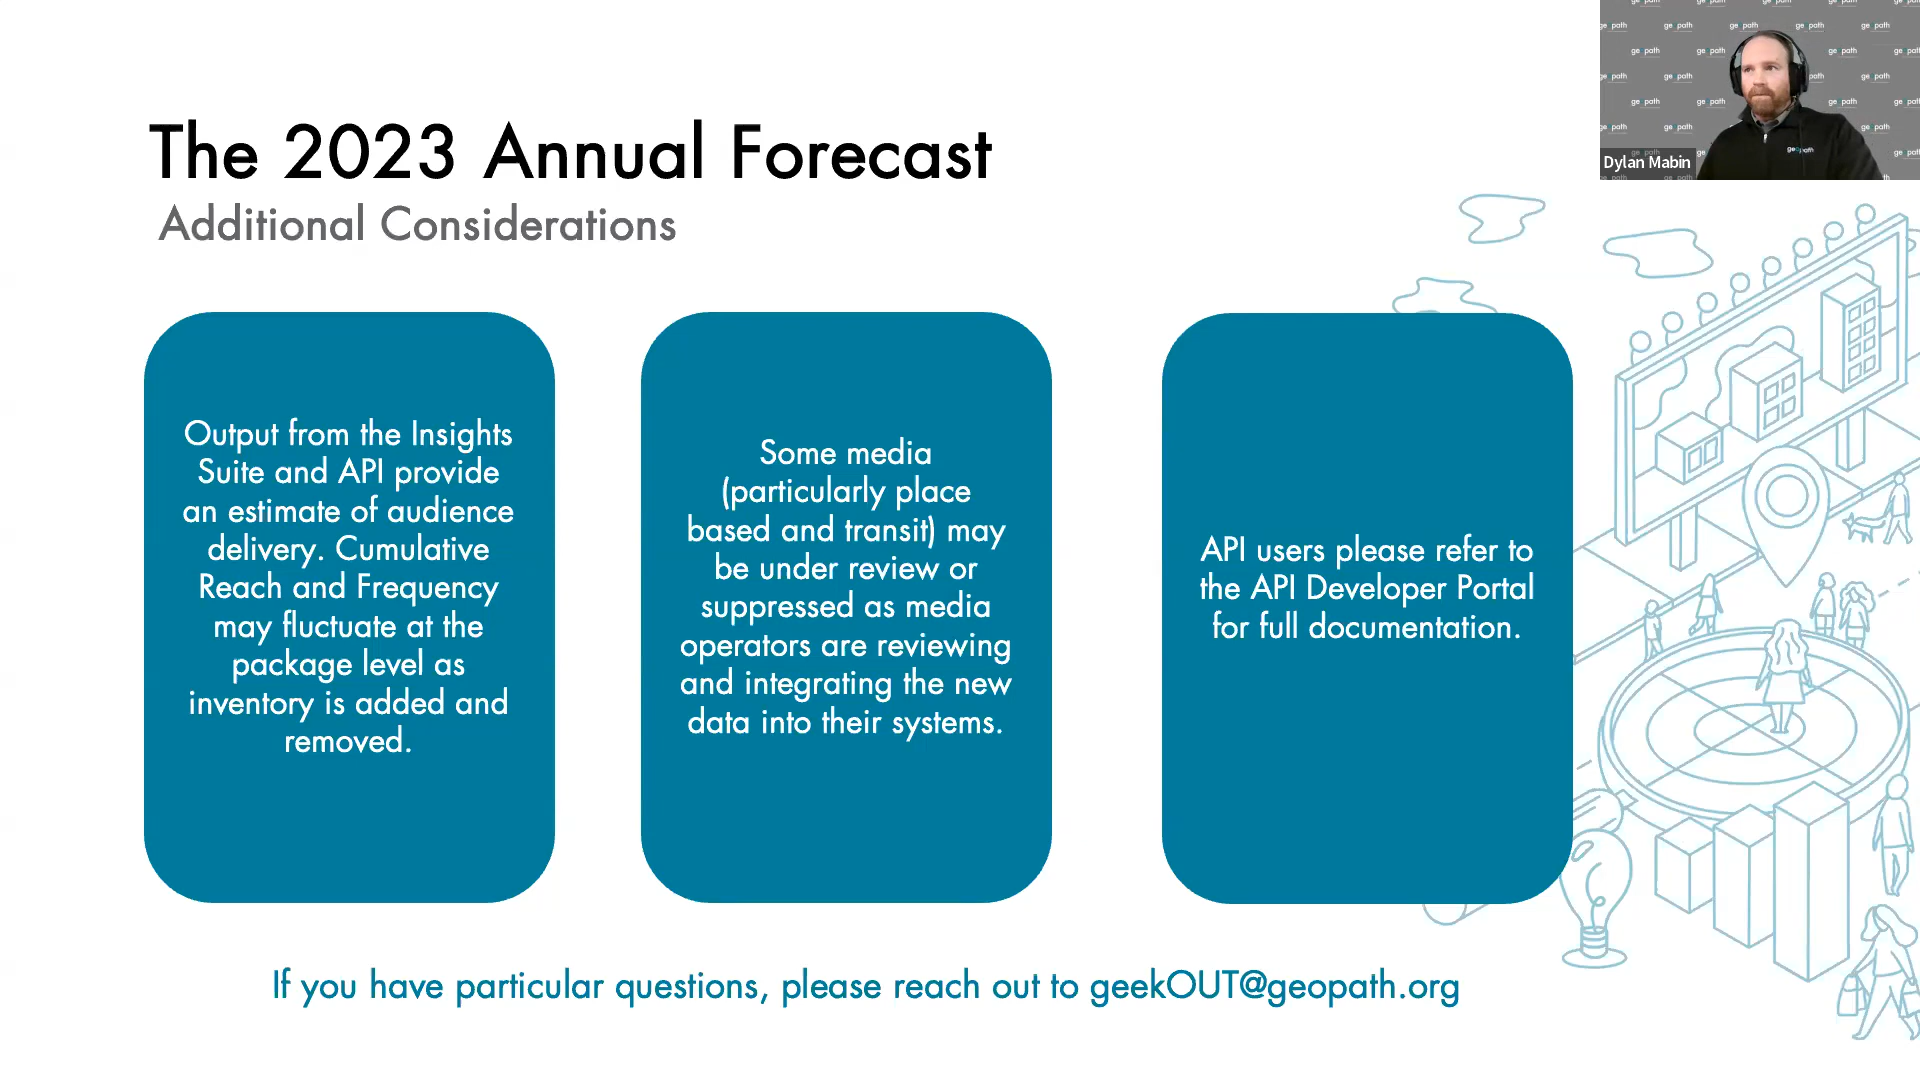 The 2023 Annual Forecast
Additional Considerations
Dylan Mabin
Output from the Insights
Suite and API provide
an estimate of audience
delivery. Cumulative
Reach and Frequency
may fluctuate at the
package level as
inventory is added and
removed.
Some media
(particularly place
based and transit) may
be under review or
suppressed as media
operators are reviewing
and integrating the new
data into their systems.
API users please refer to
the API Developer Portal
for full documentation.
If you have particular questions, please reach out to geekOUT@geopath.org